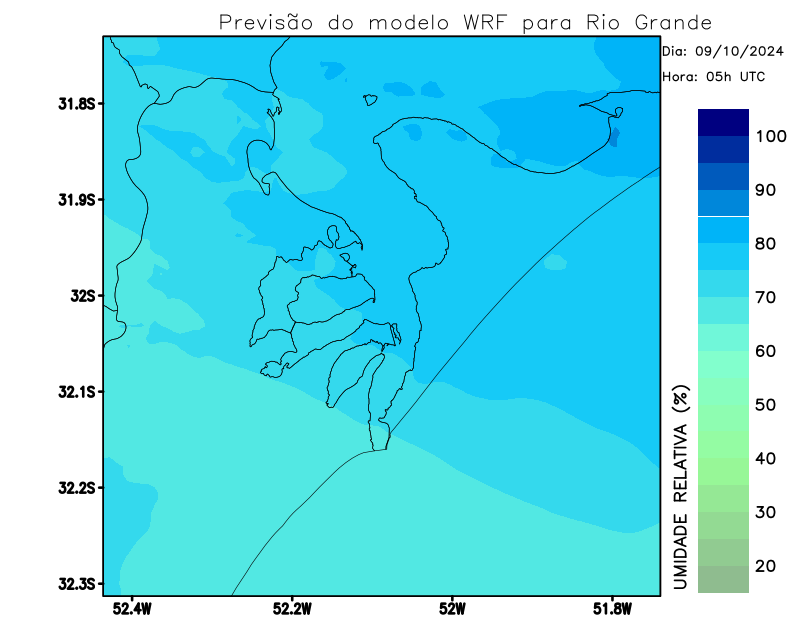 Previsão do modelo WRF para Rio Grande
Dia: 09/10/2024
Hora: 05h UTC
31.8S
31.9S
32S
32.1S
32.2S
32.3S
52.4W
52.2W
52W
51.8W
100
90
80
70
60
50
40
30
20
UMIDADE RELATIVA (%)